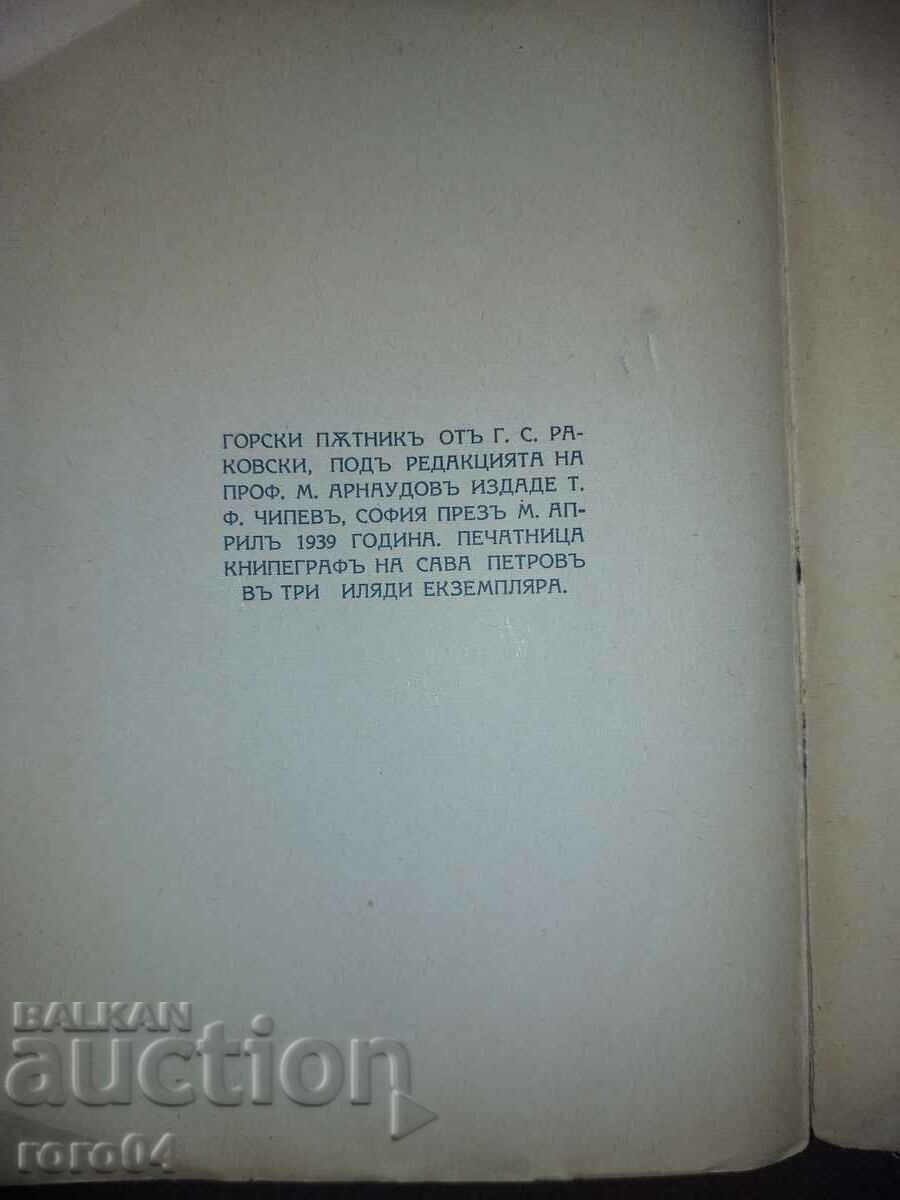 ГОРСКИ ПѪТНИКЪ ОТЪ Г. С. РА-
КОВСКИ, ПОДЪ РЕДАКЦИЯТА НА
ПРОФ. М. АРНАУДОВЪ ИЗДАДЕ Т.
Ф. ЧИПЕВЪ, СОФИЯ ПРЕЗЪ М. АП-
РИЛЪ 1939 ГОДИНА. ПЕЧАТНИЦА
КНИПЕГРАФЪ НА САВА ПЕТРОВЪ
ВЪ ТРИ ИЛЯДИ ЕКЗЕМПЛЯРА.
BALKAN
auction
roro04